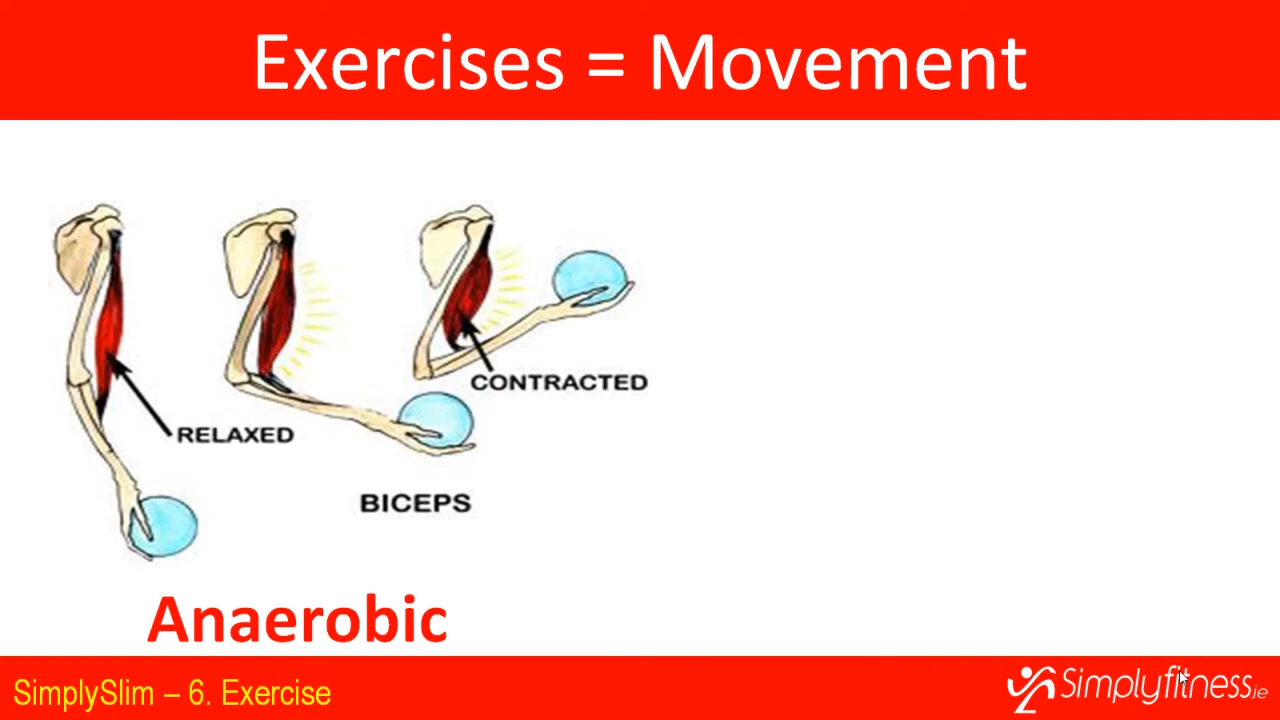 Exercises = Movement
CONTRACTED
RELAXED
BICEPS
Anaerobic
SimplySlim – 6. Exercise
Simplyfitness.ie